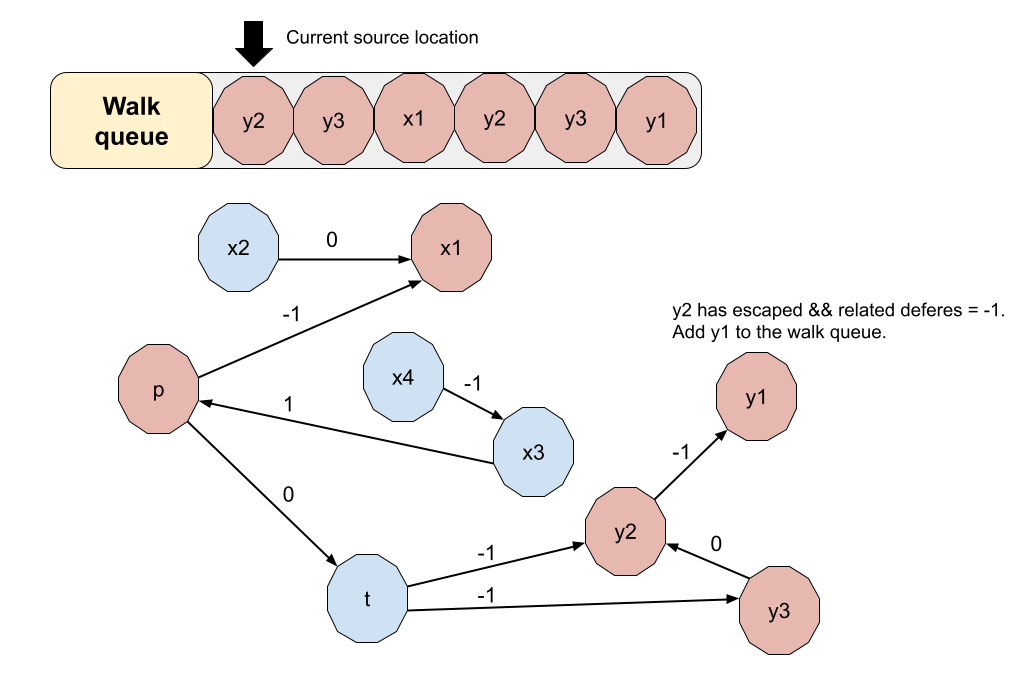 Current source location
Walk
queue
y2
y3
x1
y2
y3
y1
x2
0
x1
-1
y2 has escaped && related deferes = -1.
Add y1 to the walk queue.
x4
-1
p
1
y1
x3
-1
0
y2
-1
0
t
-1
y3